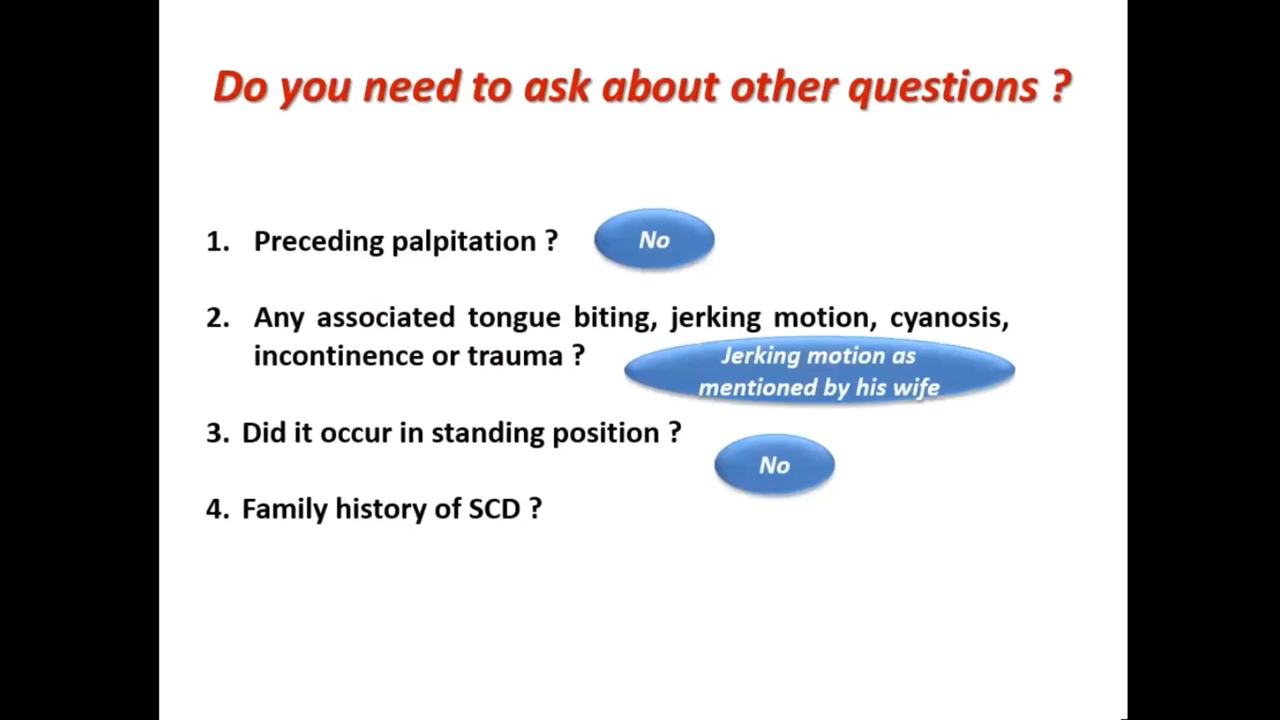 Do you need to ask about other questions ?
1. Preceding palpitation ?
No
2. Any associated tongue biting, jerking motion, cyanosis,
incontinence or trauma ?
Jerking motion as
mentioned by his wife
3. Did it occur in standing position ?
No
4. Family history of SCD ?